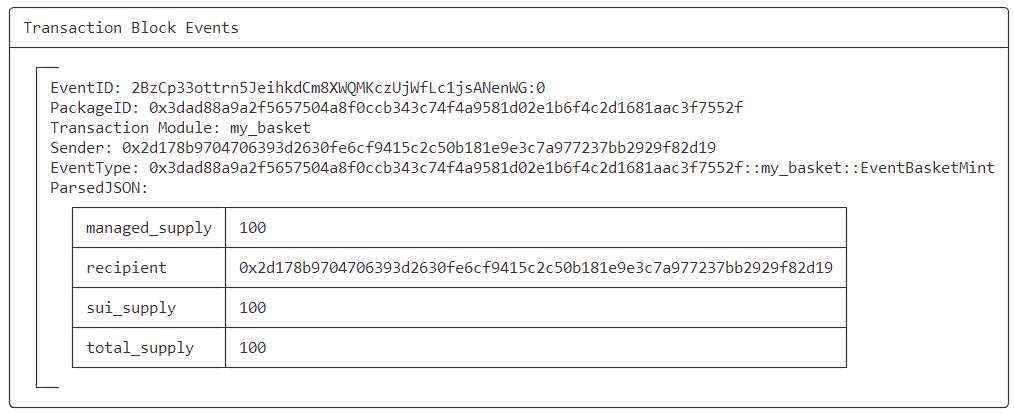 Transaction Block Events
EventID: 2BzCp33ottrn5JeihkdCm8XWQMKczUjWfLc1jsANenWG:0
PackageID: 0x3dad88a9a2f5657504a8f0ccb343c74f4a9581d02e1b6f4c2d1681aac3f7552f
Transaction Module: my_basket
Sender: 0x2d178b9704706393d2630fe6cf9415c2c50b181e9e3c7a977237bb2929f82d19
EventType: 0x3dad88a9a2f5657504a8f0ccb343c74f4a9581d02e1b6f4c2d1681aac3f7552f::my_basket::EventBasketMint
ParsedJSON:
managed_supply 100
recipient 0x2d178b9704706393d2630fe6cf9415c2c50b181e9e3c7a977237bb2929f82d19
sui_supply 100
total_supply 100